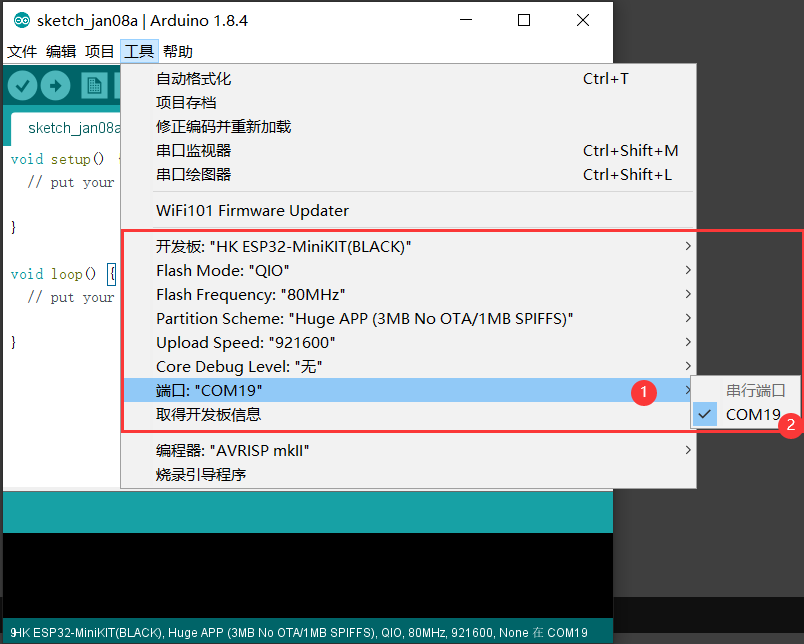 sketch_jan08a | Arduino 1.8.4
文件 编辑 项目 工具 帮助
自动格式化 Ctrl+T
项目存档
修正编码并重新加载
串口监视器 Ctrl+Shift+M
串口绘图器 Ctrl+Shift+L
WiFi101 Firmware Updater
开发板: "HK ESP32-MiniKIT(BLACK)"
Flash Mode: "QIO"
Flash Frequency: "80MHz"
Partition Scheme: "Huge APP (3MB No OTA/1MB SPIFFS)"
Upload Speed: "921600"
Core Debug Level: "无"
端口: "COM19" 1
取得开发板信息
编程器: "AVRISP mkII"
烧录引导程序
串行端口
COM19 2
sketch_jan08a
void setup()
// put your
}
void loop() {
// put your
}
HK ESP32-MiniKIT(BLACK), Huge APP (3MB No OTA/1MB SPIFFS), QIO, 80MHz, 921600, None 在 COM19